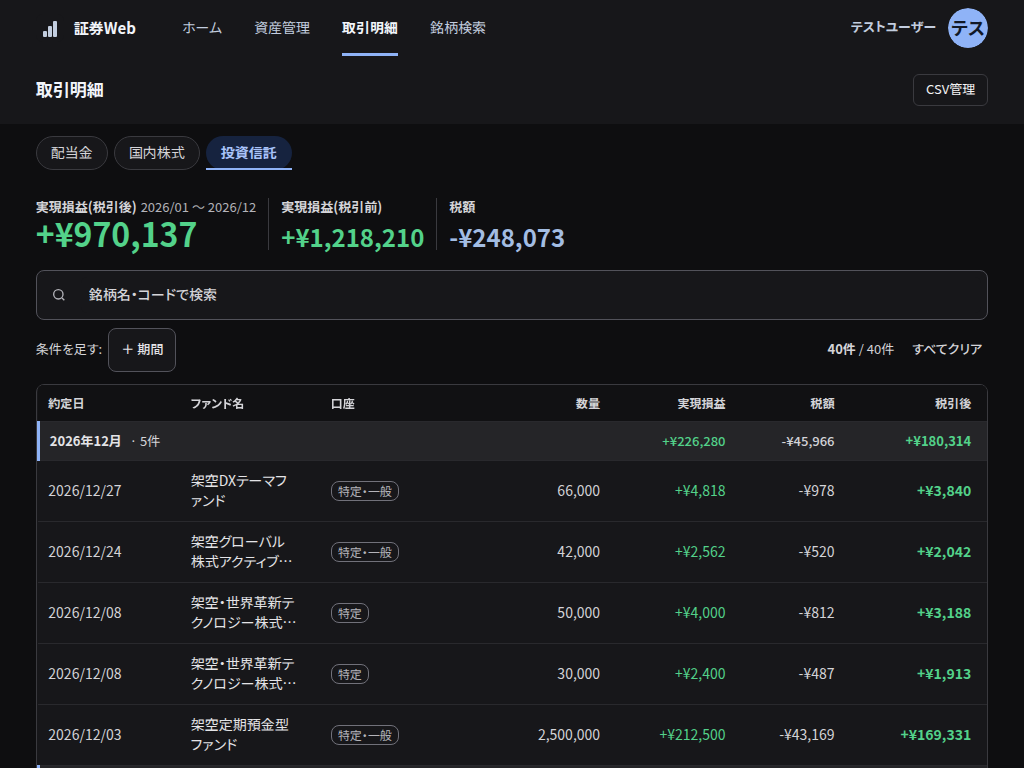 証券Web
ホーム
資産管理
取引明細
銘柄検索
テストユーザー
テス
取引明細
CSV管理
配当金
国内株式
投資信託
実現損益(税引後) 2026/01 〜 2026/12
+¥970,137
実現損益(税引前)
+¥1,218,210
税額
-¥248,073
銘柄名・コードで検索
条件を足す:
＋ 期間
40件 / 40件
すべてクリア
約定日 ファンド名 口座 数量 実現損益 税額 税引後
2026年12月 · 5件 +¥226,280 -¥45,966 +¥180,314
2026/12/27 架空DXテーマフ
ァンド 特定・一般 66,000 +¥4,818 -¥978 +¥3,840
2026/12/24 架空グローバル
株式アクティブ… 特定・一般 42,000 +¥2,562 -¥520 +¥2,042
2026/12/08 架空・世界革新テ
クノロジー株式… 特定 50,000 +¥4,000 -¥812 +¥3,188
2026/12/08 架空・世界革新テ
クノロジー株式… 特定 30,000 +¥2,400 -¥487 +¥1,913
2026/12/03 架空定期預金型
ファンド 特定・一般 2,500,000 +¥212,500 -¥43,169 +¥169,331